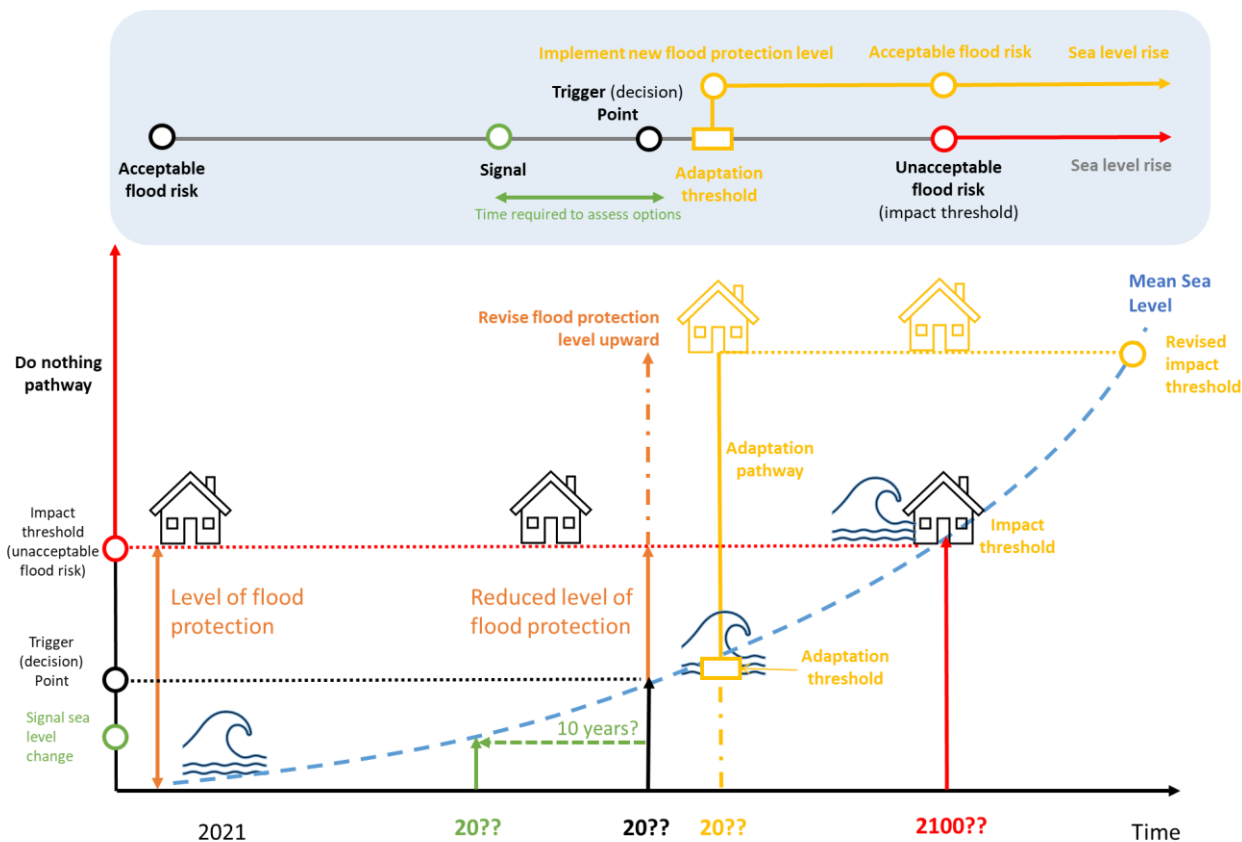 Implement new flood protection level
Acceptable flood risk
Sea level rise
Trigger (decision)
Point
Acceptable
flood risk
Signal
Adaptation
threshold
Unacceptable
flood risk
(impact threshold)
Sea level rise
Time required to assess options
Do nothing
pathway
Revise flood protection
level upward
Mean Sea
Level
Revised
impact
threshold
Adaptation
pathway
Impact
threshold
(unacceptable
flood risk)
Impact
threshold
Level of flood
protection
Reduced level of
flood protection
Trigger
(decision)
Point
Adaptation
threshold
Signal sea
level
change
10 years?
2021
20??
20??
20??
2100??
Time